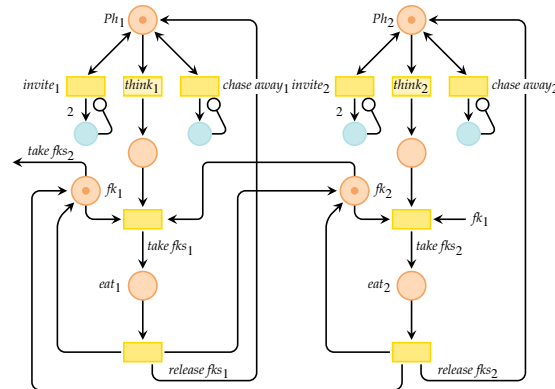 Ph1 Ph2
invite1 think1 chase away1 invite2 think2 chase away2
2 2
take fks2
fk1 fk2
fk1
take fks1 take fks2
eat1 eat2
release fks1 release fks2